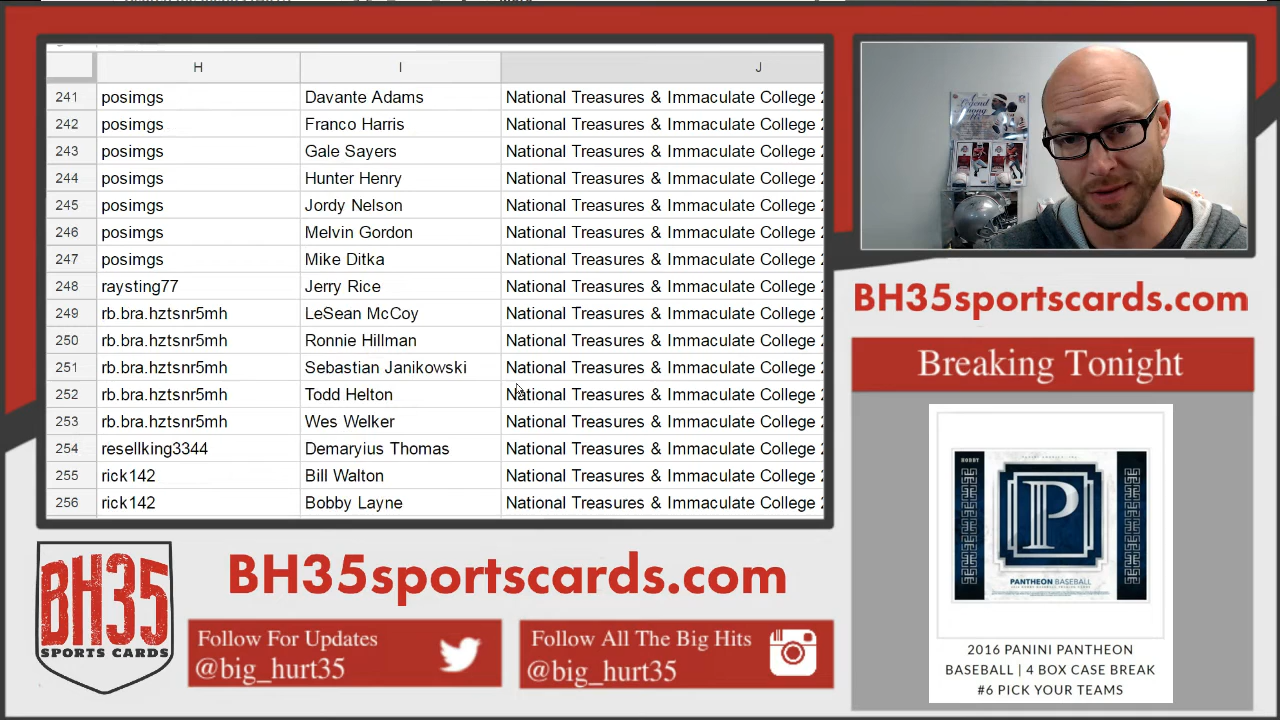 H I J
241 posimgs Davante Adams National Treasures & Immaculate College
242 posimgs Franco Harris National Treasures & Immaculate College
243 posimgs Gale Sayers National Treasures & Immaculate College
244 posimgs Hunter Henry National Treasures & Immaculate College
245 posimgs Jordy Nelson National Treasures & Immaculate College
246 posimgs Melvin Gordon National Treasures & Immaculate College
247 posimgs Mike Ditka National Treasures & Immaculate College
248 raysting77 Jerry Rice National Treasures & Immaculate College
249 rb.bra.hztsnr5mh LeSean McCoy National Treasures & Immaculate College
250 rb.bra.hztsnr5mh Ronnie Hillman National Treasures & Immaculate College
251 rb.bra.hztsnr5mh Sebastian Janikowski National Treasures & Immaculate College
252 rb.bra.hztsnr5mh Todd Helton National Treasures & Immaculate College
253 rb.bra.hztsnr5mh Wes Welker National Treasures & Immaculate College
254 resellking3344 Demaryius Thomas National Treasures & Immaculate College
255 rick142 Bill Walton National Treasures & Immaculate College
256 rick142 Bobby Layne National Treasures & Immaculate College
BH35sportscards.com
Breaking Tonight
HOBBY
P
PANTHEON BASEBALL
2016 PANINI PANTHEON
BASEBALL | 4 BOX CASE BREAK
#6 PICK YOUR TEAMS
BH35
SPORTS CARDS
BH35sportscards.com
Follow For Updates
@big_hurt35
Follow All The Big Hits
@big_hurt35